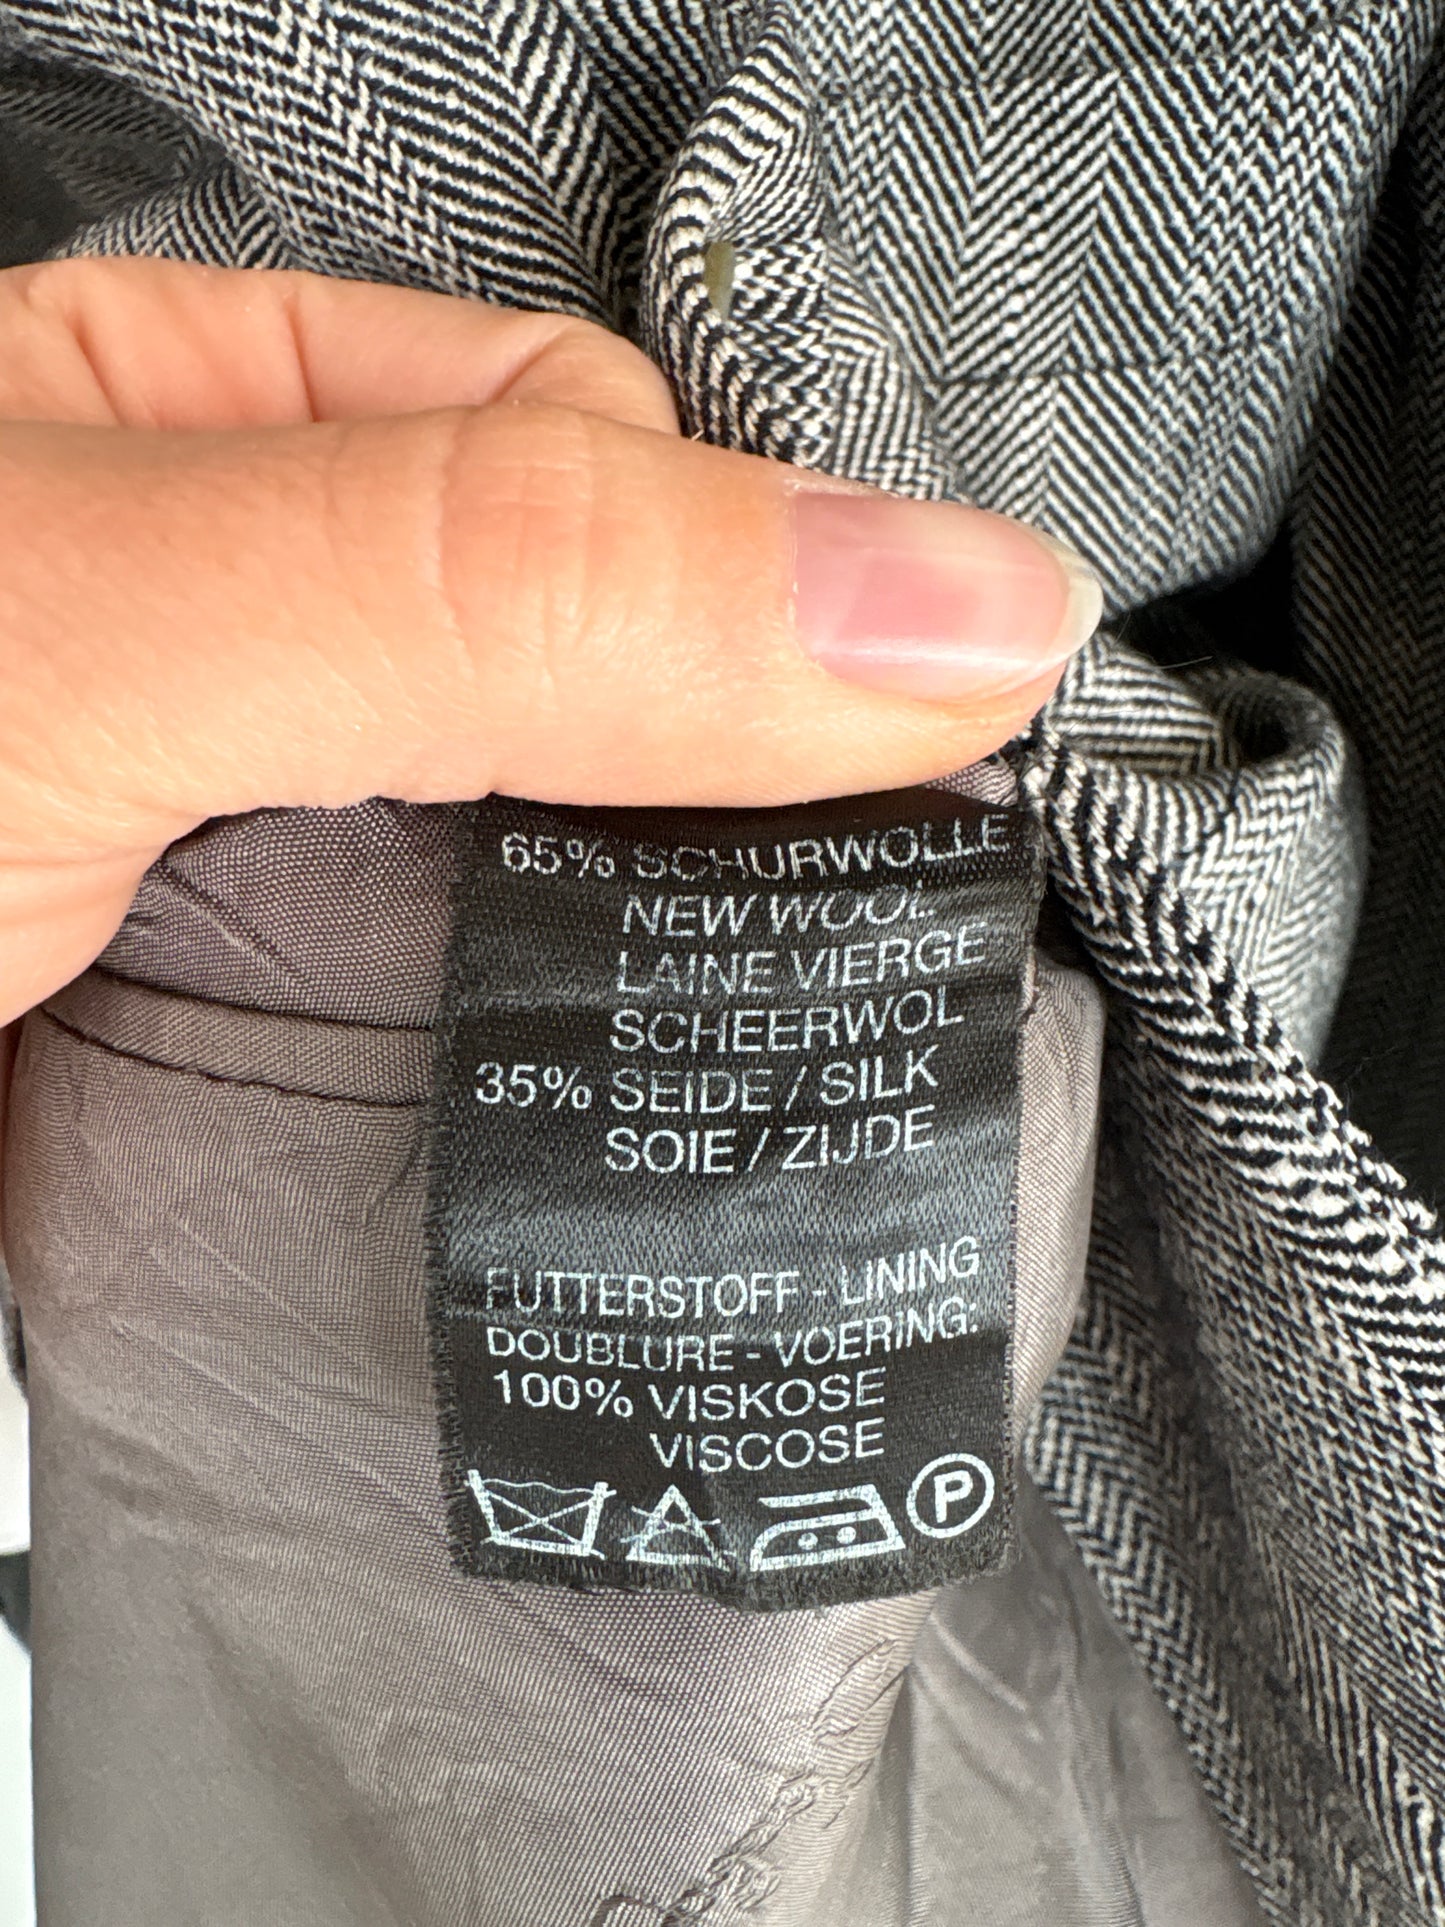 65% SCHURWOLLE
NEW WOOL
LAINE VIERGE
SCHEERWOL
35% SEIDE / SILK
SOIE / ZIJDE
FUTTERSTOFF - LINING
DOUBLURE - VOERING:
100% VISKOSE
VISCOSE
P